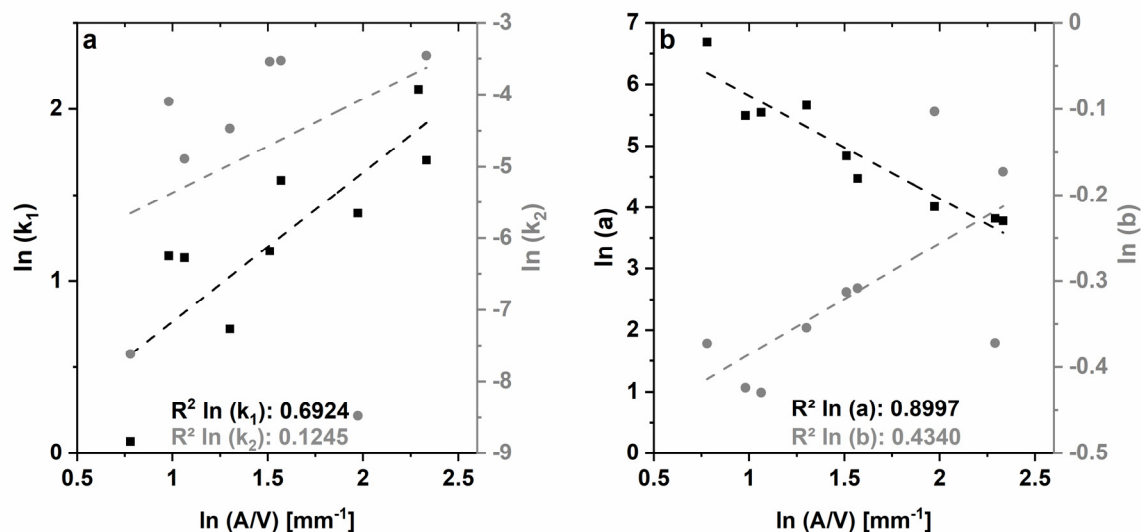 a
ln (k₁)
2
1
0
-3
-4
-5
-6
-7
-8
-9
ln (k₂)
R² ln (k₁): 0.6924
R² ln (k₂): 0.1245
0.5 1 1.5 2 2.5
ln (A/V) [mm⁻¹]
b
ln (a)
7
6
5
4
3
2
1
0
0
-0.1
-0.2
-0.3
-0.4
-0.5
ln (b)
R² ln (a): 0.8997
R² ln (b): 0.4340
0.5 1 1.5 2 2.5
ln (A/V) [mm⁻¹]